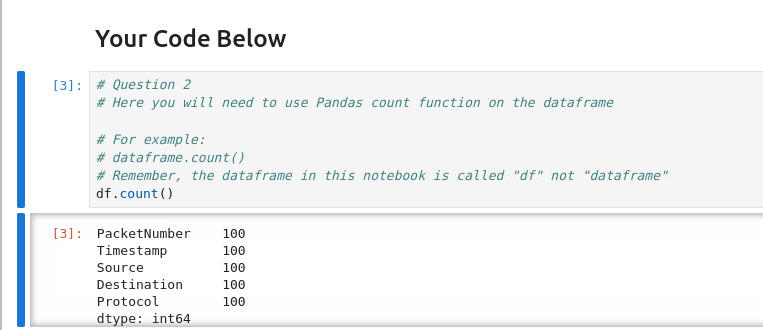 Your Code Below
[3]: # Question 2
# Here you will need to use Pandas count function on the dataframe
# For example:
# dataframe.count()
# Remember, the dataframe in this notebook is called "df" not "dataframe"
df.count()
[3]: PacketNumber    100
Timestamp       100
Source          100
Destination     100
Protocol        100
dtype: int64